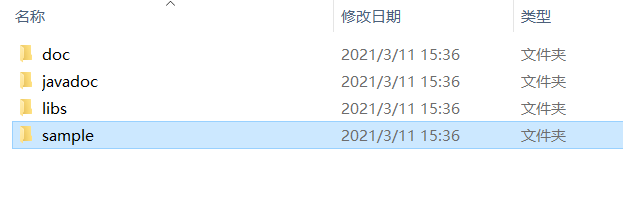 名称 修改日期 类型
doc 2021/3/11 15:36 文件夹
javadoc 2021/3/11 15:36 文件夹
libs 2021/3/11 15:36 文件夹
sample 2021/3/11 15:36 文件夹